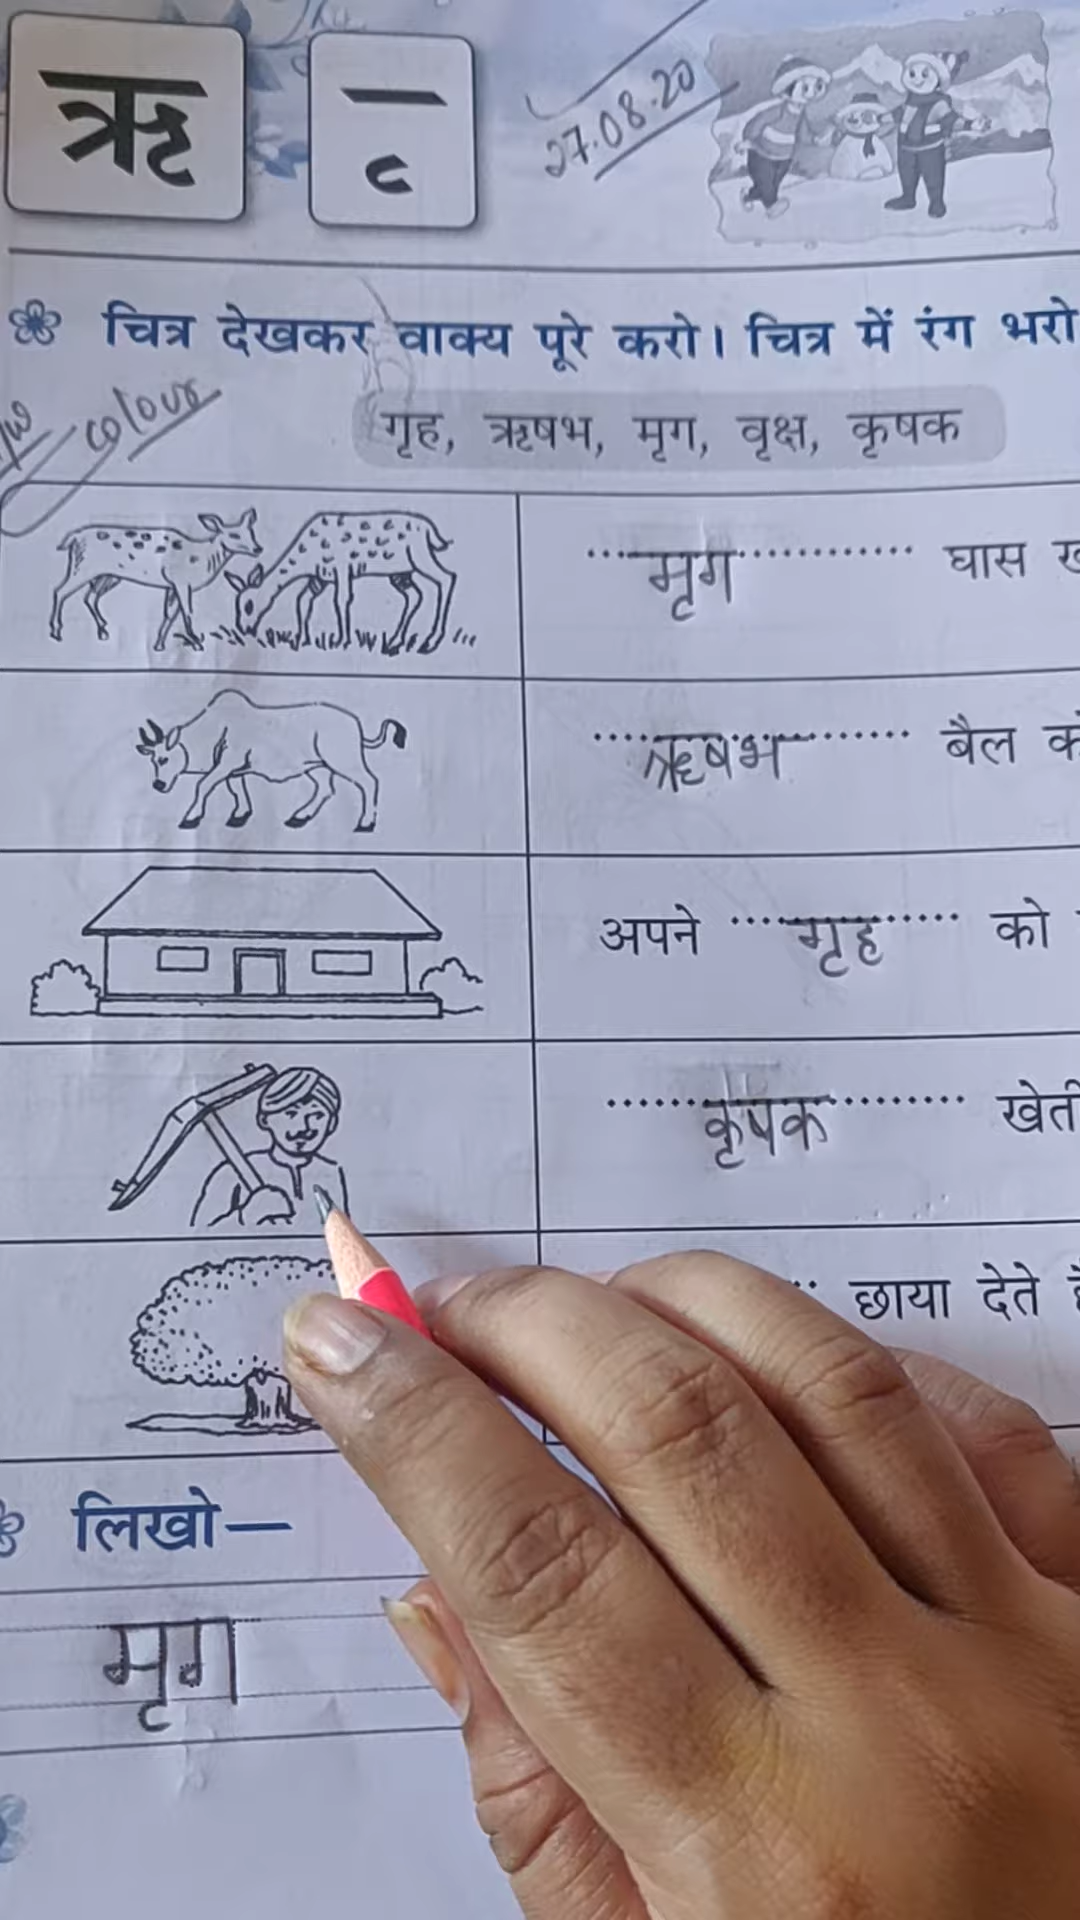 ऋ ृ
27.08.20
चित्र देखकर वाक्य पूरे करो। चित्र में रंग भरो
colour
गृह, ऋषभ, मृग, वृक्ष, कृषक
मृग घास
ऋषभ बैल
अपने गृह को
कृषक खेती
छाया देते
लिखो—
मृग